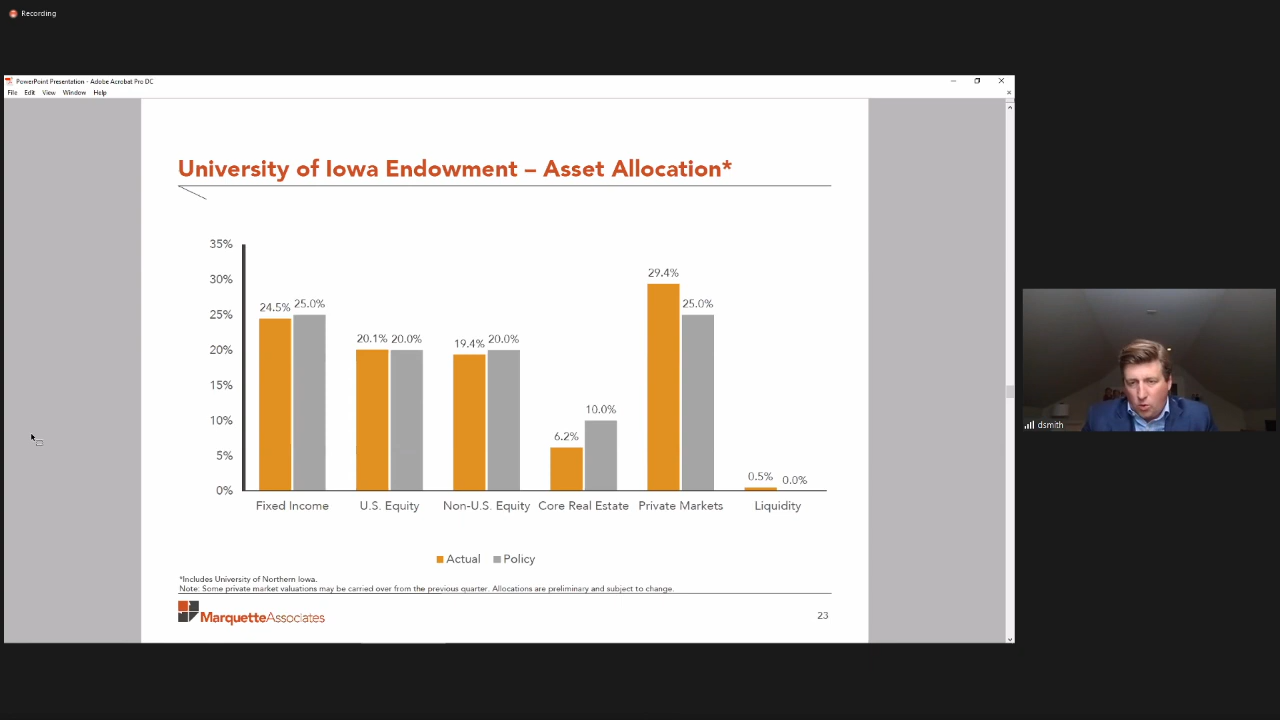 Recording
PowerPoint Presentation - Adobe Acrobat Pro DC
File Edit View Window Help
University of Iowa Endowment – Asset Allocation*
35%
30%
25%
20%
15%
10%
5%
0%
24.5% 25.0%
20.1% 20.0%
19.4% 20.0%
6.2% 10.0%
29.4% 25.0%
0.5% 0.0%
Fixed Income U.S. Equity Non-U.S. Equity Core Real Estate Private Markets Liquidity
Actual Policy
*Includes University of Northern Iowa.
Note: Some private market valuations may be carried over from the previous quarter. Allocations are preliminary and subject to change.
MarquetteAssociates
23
dsmith